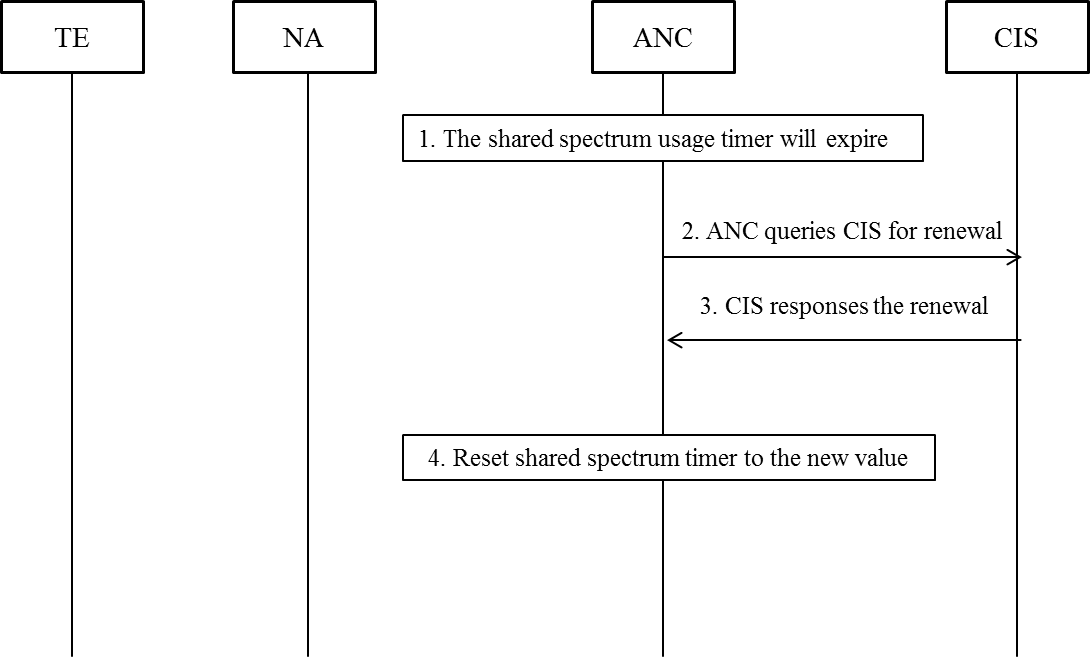 TE
NA
ANC
CIS
1. The shared spectrum usage timer will expire
2. ANC queries CIS for renewal
3. CIS responses the renewal
4. Reset shared spectrum timer to the new value